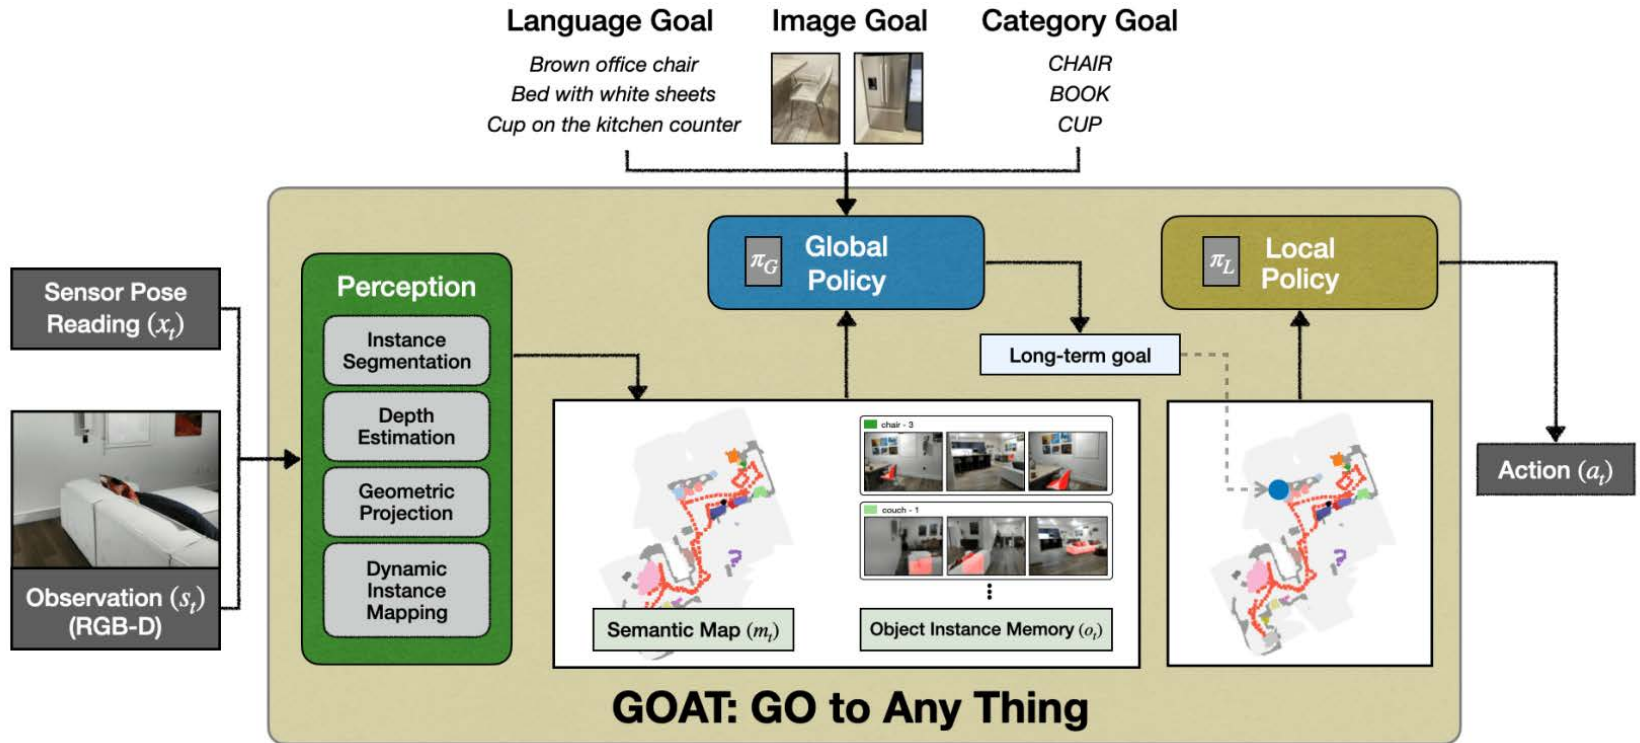 Language Goal
Brown office chair
Bed with white sheets
Cup on the kitchen counter
Image Goal
Category Goal
CHAIR
BOOK
CUP
Sensor Pose
Reading (xₜ)
Observation (sₜ)
(RGB-D)
Perception
Instance
Segmentation
Depth
Estimation
Geometric
Projection
Dynamic
Instance
Mapping
π_G
Global
Policy
Long-term goal
Semantic Map (mₜ)
chair - 3
couch - 1
Object Instance Memory (oₜ)
π_L
Local
Policy
Action (aₜ)
GOAT: GO to Any Thing